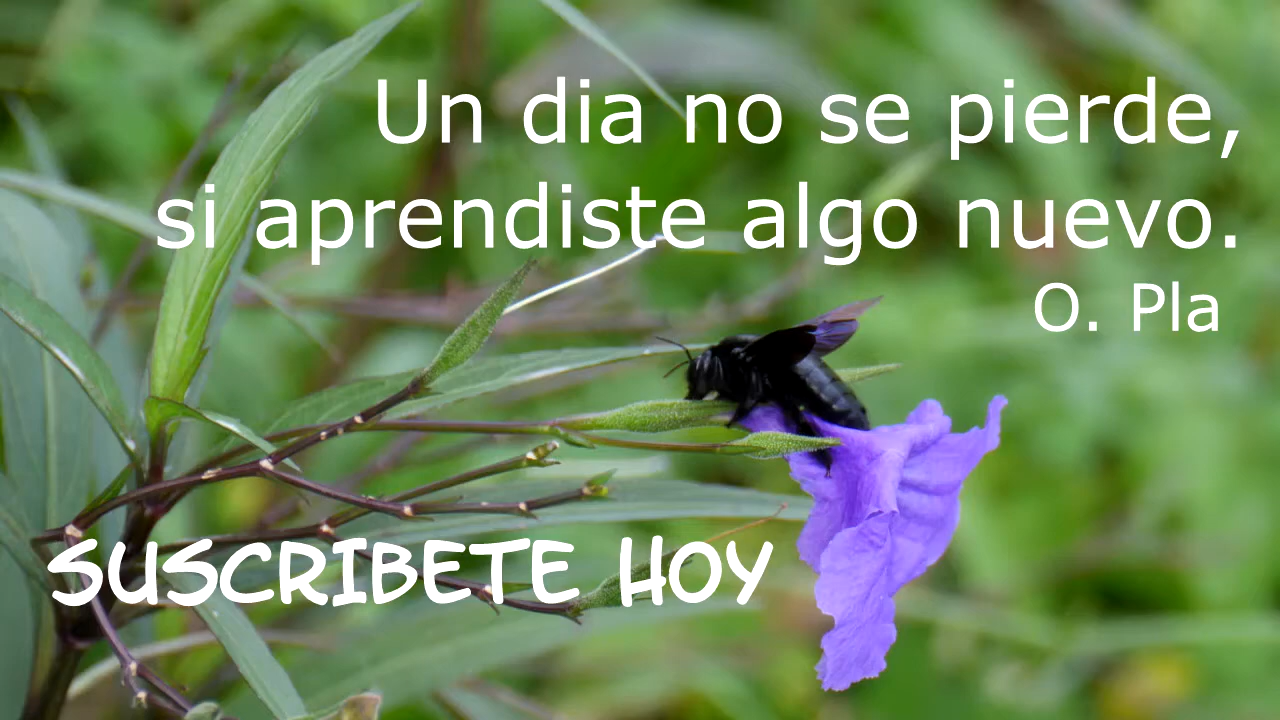 Un dia no se pierde,
si aprendiste algo nuevo.
O. Pla
SUSCRIBETE HOY